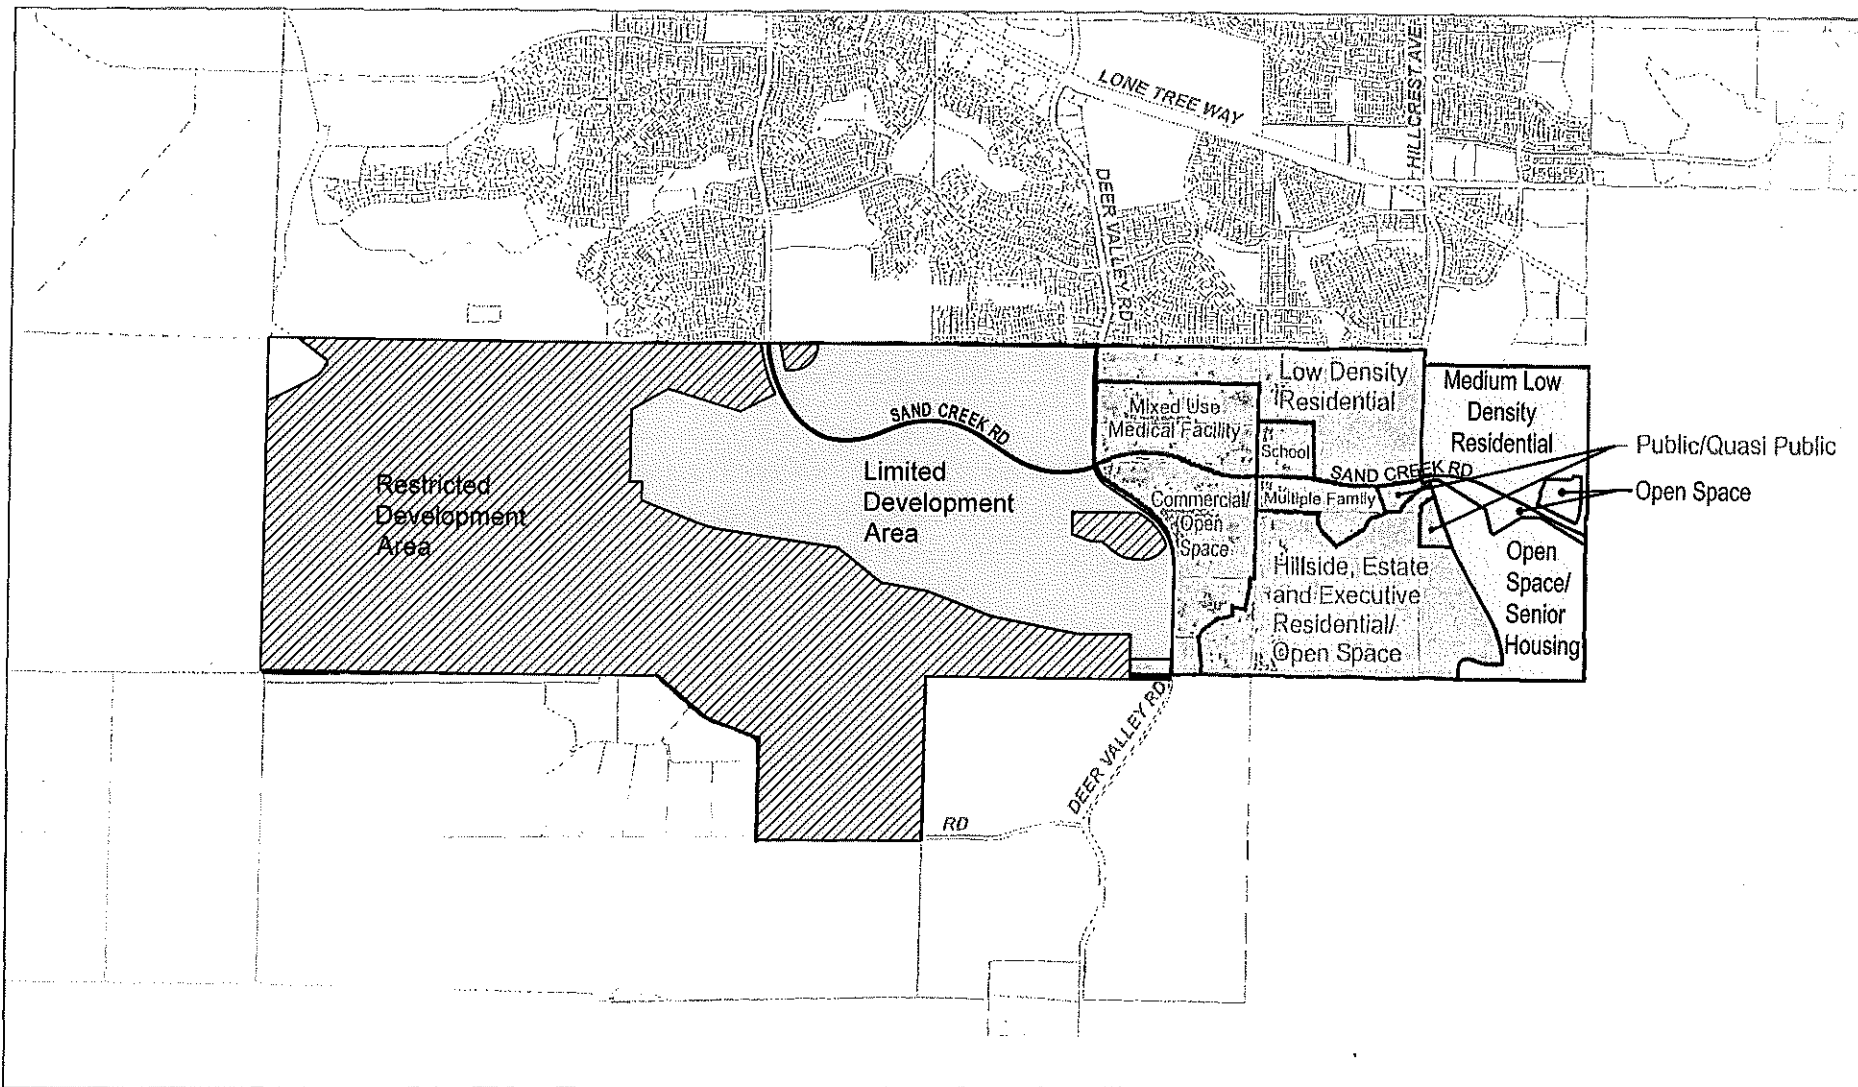 LONE TREE WAY
HILLCREST AVE
DEER VALLEY RD
Low Density
Residential
Medium Low
Density
Residential
Mixed Use
Medical Facility
SAND CREEK RD
School
SAND CREEK RD
Public/Quasi Public
Restricted
Development
Area
Limited
Development
Area
Commercial/
Open
Space
Multiple Family
Open Space
Hillside, Estate
and Executive
Residential/
Open Space
Open
Space/
Senior
Housing
DEER VALLEY RD
RD